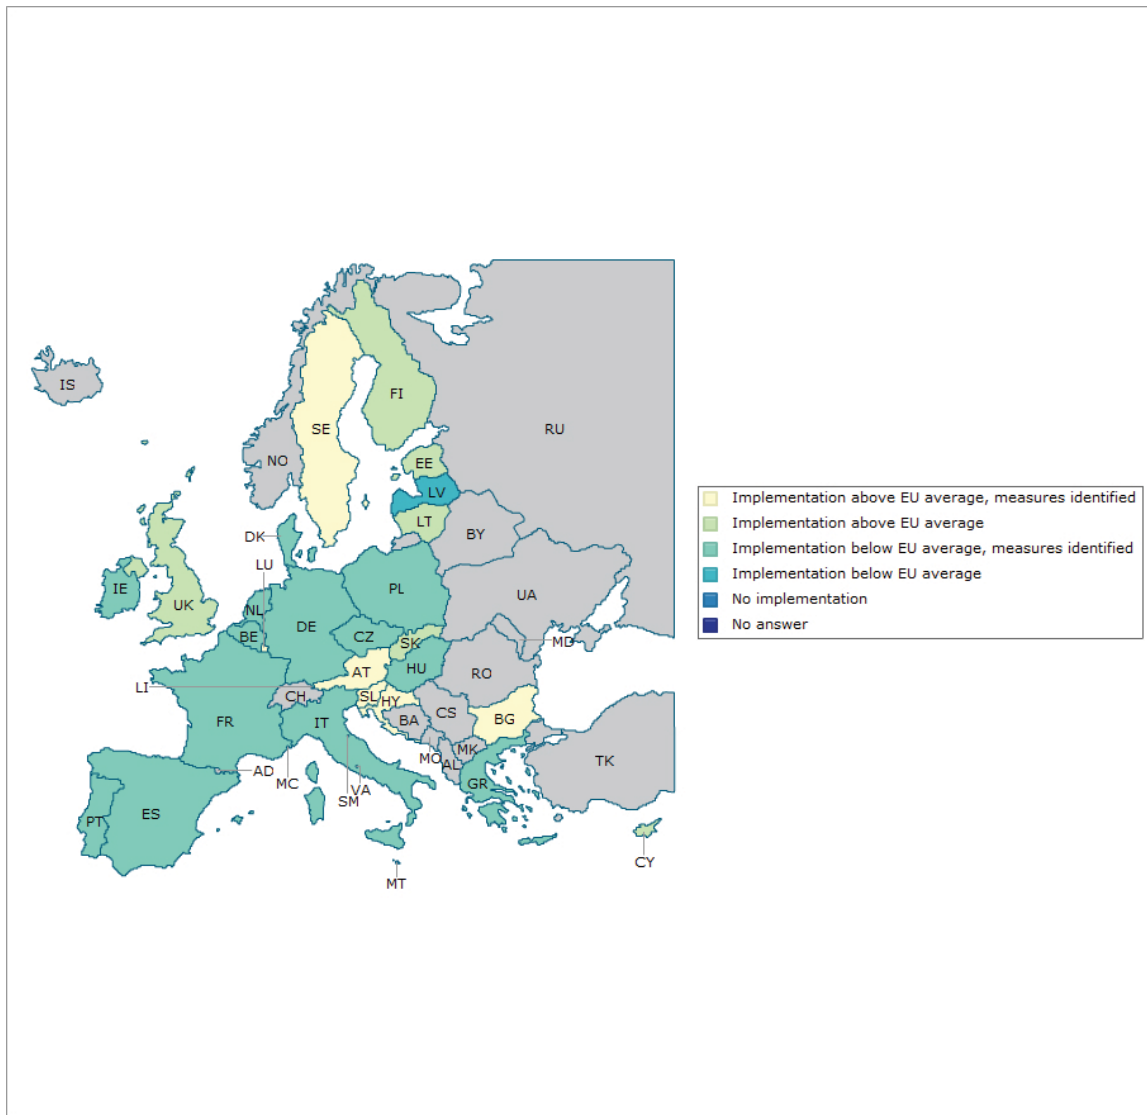 IS
RU
FI
SE
NO
EE
LV
LT
DK
BY
LU
IE
PL
UA
UK
NL
DE
BE
CZ
MD
SK
HU
RO
AT
LI
CH
SL
HY
BA
CS
BG
FR
IT
MO
MK
AL
TK
AD
MC
SM
VA
GR
PT
ES
CY
MT
Implementation above EU average, measures identified
Implementation above EU average
Implementation below EU average, measures identified
Implementation below EU average
No implementation
No answer